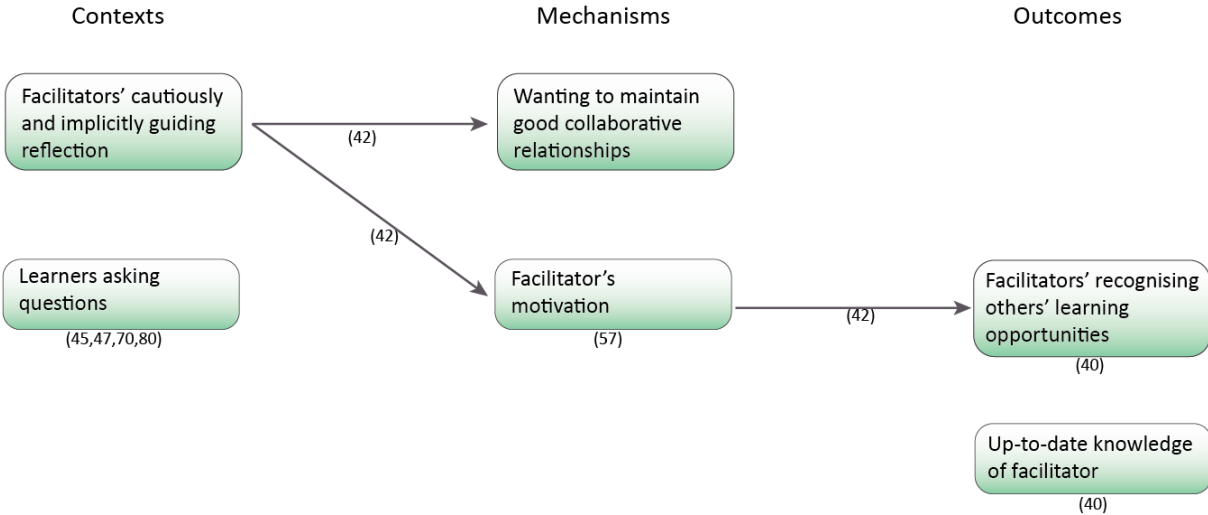 Contexts
Mechanisms
Outcomes
Facilitators’ cautiously
and implicitly guiding
reflection
(42)
Wanting to maintain
good collaborative
relationships
(42)
Learners asking
questions
(45,47,70,80)
Facilitator’s
motivation
(57)
(42)
Facilitators’ recognising
others’ learning
opportunities
(40)
Up-to-date knowledge
of facilitator
(40)